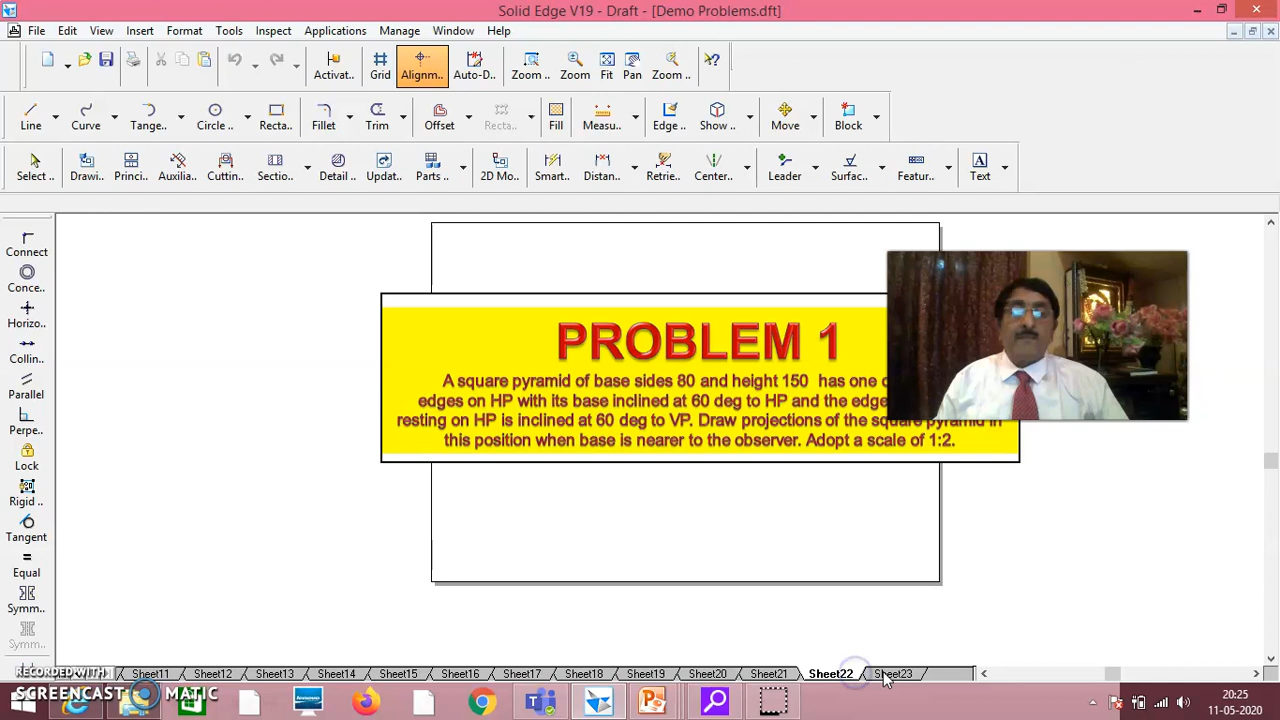 Solid Edge V19 - Draft - [Demo Problems.dft]
File Edit View Insert Format Tools Inspect Applications Manage Window Help
Activat.. Grid Alignm.. Auto-D.. Zoom .. Zoom Fit Pan Zoom ..
Line Curve Tange.. Circle .. Recta.. Fillet Trim Offset Recta.. Fill Measu.. Edge .. Show .. Move Block
Select .. Drawi.. Princi.. Auxilia.. Cuttin.. Sectio.. Detail .. Updat.. Parts .. 2D Mo.. Smart.. Distan.. Retrie.. Center.. Leader Surfac.. Featur.. Text
Connect
Conce..
Horizo..
Collin..
Parallel
Perpe..
Lock
Rigid ..
Tangent
Equal
Symm..
Symm..
PROBLEM 1
A square pyramid of base sides 80 and height 150 has one
edges on HP with its base inclined at 60 deg to HP and the edge
resting on HP is inclined at 60 deg to VP. Draw projections of the square pyramid in
this position when base is nearer to the observer. Adopt a scale of 1:2.
Sheet11 Sheet12 Sheet13 Sheet14 Sheet15 Sheet16 Sheet17 Sheet18 Sheet19 Sheet20 Sheet21 Sheet22 Sheet23
RECORDED WITH
SCREENCAST MATIC
20:25
11-05-2020